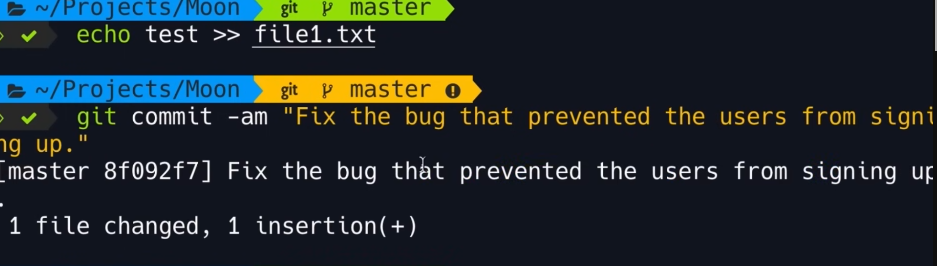 ~/Projects/Moon git master
echo test >> file1.txt
~/Projects/Moon git master
git commit -am "Fix the bug that prevented the users from signi
ng up."
[master 8f092f7] Fix the bug that prevented the users from signing up
.
1 file changed, 1 insertion(+)